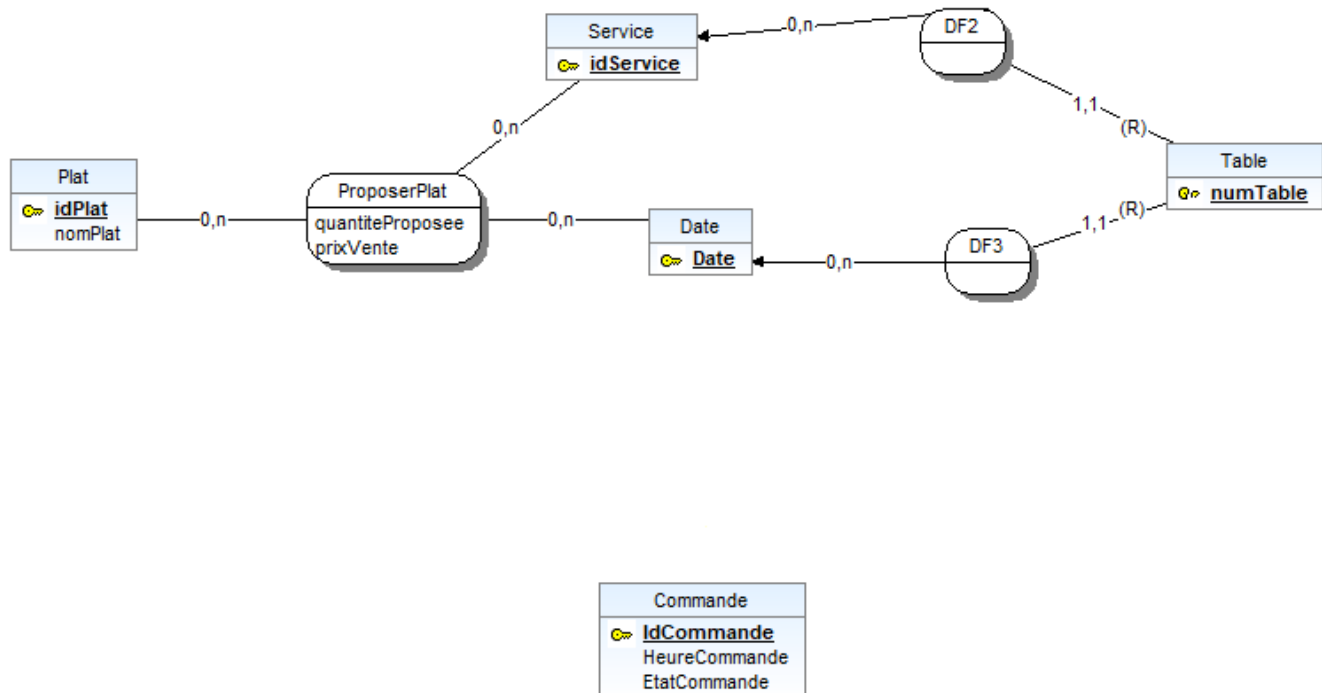 Service
idService
0,n
DF2
1,1
(R)
Table
numTable
0,n
Plat
idPlat
nomPlat
0,n
ProposerPlat
quantiteProposee
prixVente
0,n
Date
Date
0,n
DF3
1,1
(R)
Commande
IdCommande
HeureCommande
EtatCommande